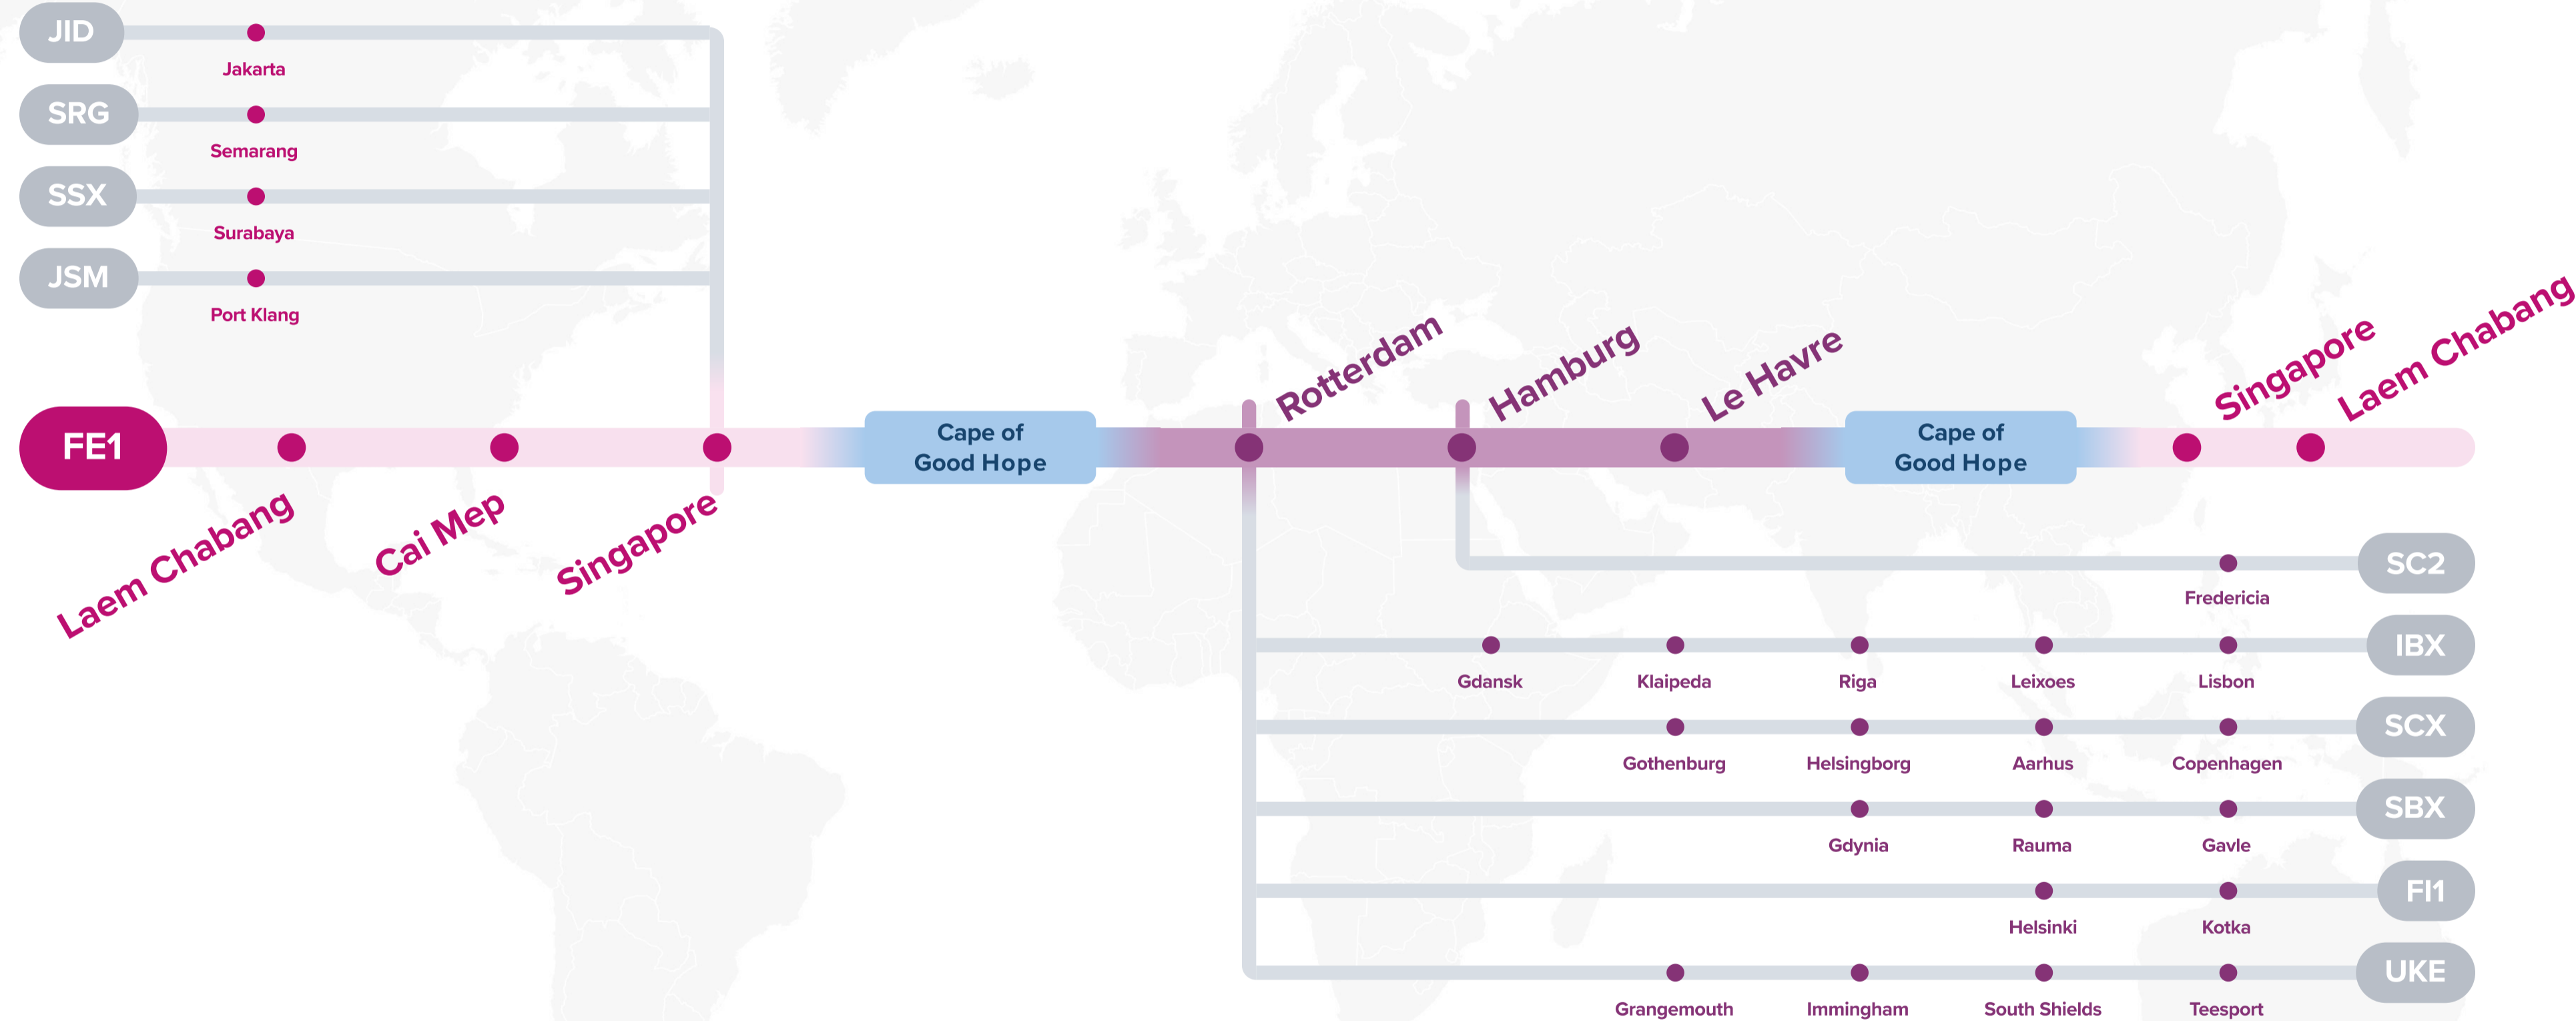 JID
Jakarta
SRG
Semarang
SSX
Surabaya
JSM
Port Klang
FE1
Laem Chabang
Cai Mep
Singapore
Cape of
Good Hope
Rotterdam
Hamburg
Le Havre
Cape of
Good Hope
Singapore
Laem Chabang
SC2
Fredericia
IBX
Gdansk
Klaipeda
Riga
Leixoes
Lisbon
SCX
Gothenburg
Helsingborg
Aarhus
Copenhagen
SBX
Gdynia
Rauma
Gavle
FI1
Helsinki
Kotka
UKE
Grangemouth
Immingham
South Shields
Teesport